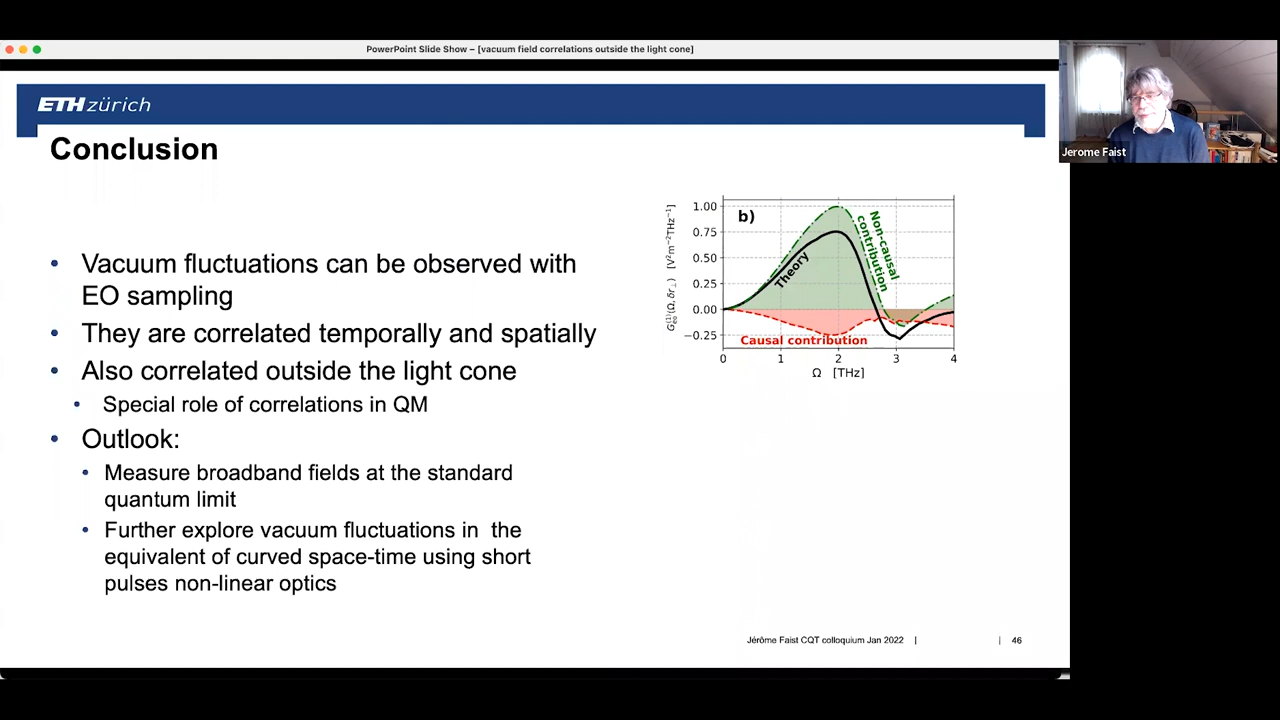 PowerPoint Slide Show – [vacuum field correlations outside the light cone]
ETH zürich
Jerome Faist
Conclusion
• Vacuum fluctuations can be observed with
EO sampling
• They are correlated temporally and spatially
• Also correlated outside the light cone
• Special role of correlations in QM
• Outlook:
• Measure broadband fields at the standard
quantum limit
• Further explore vacuum fluctuations in the
equivalent of curved space-time using short
pulses non-linear optics
b)
1.00
0.75
0.50
0.25
0.00
−0.25
[V²m⁻²THz⁻¹]
Theory
Non-causal
contribution
Causal contribution
0 1 2 3 4
Ω [THz]
Jérôme Faist CQT colloquium Jan 2022 | | 46